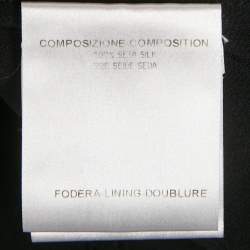 COMPOSIZIONE-COMPOSITION
100% SETA SILK
SOIE SEIDE SEDA
FODERA-LINING-DOUBLURE